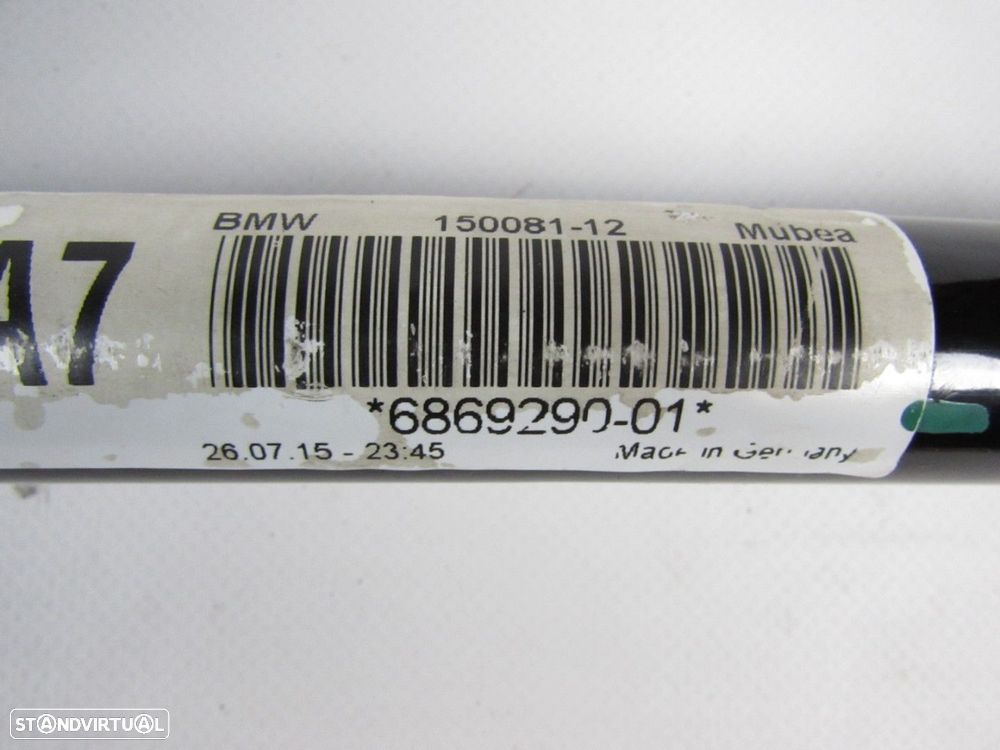 BMW 150081-12 Mubea
A7
*6869290-01*
26.07.15 - 23:45 Made in Germany
STANDVIRTUAL